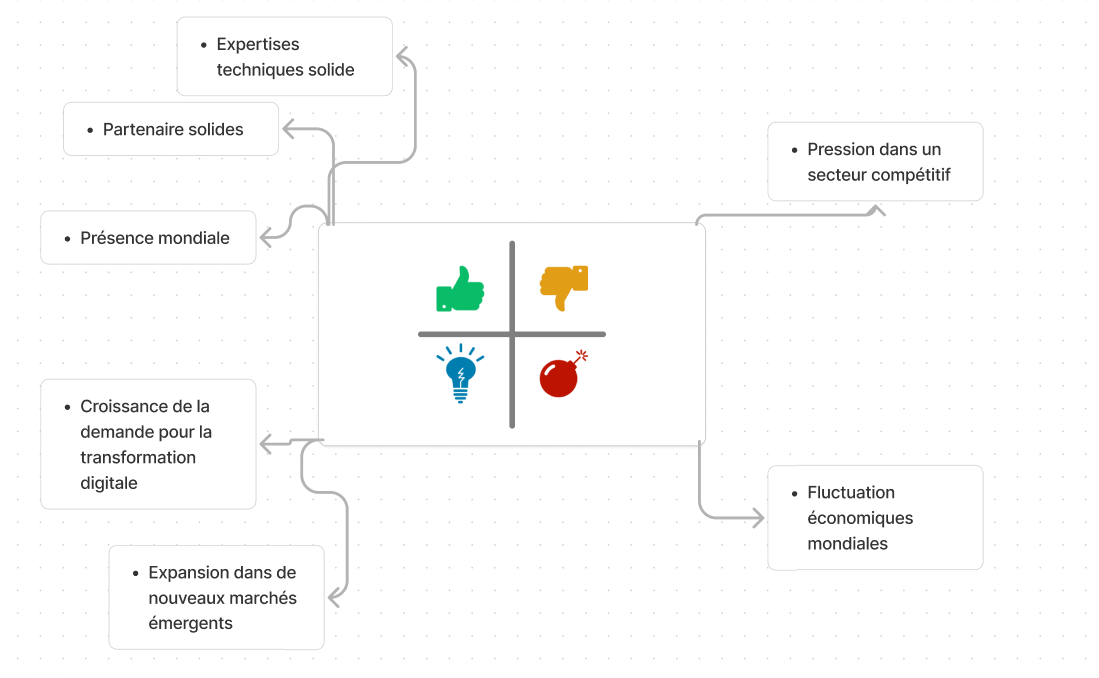 • Expertises
techniques solide
• Partenaire solides
• Présence mondiale
• Pression dans un
secteur compétitif
• Croissance de la
demande pour la
transformation
digitale
• Expansion dans de
nouveaux marchés
émergents
• Fluctuation
économiques
mondiales